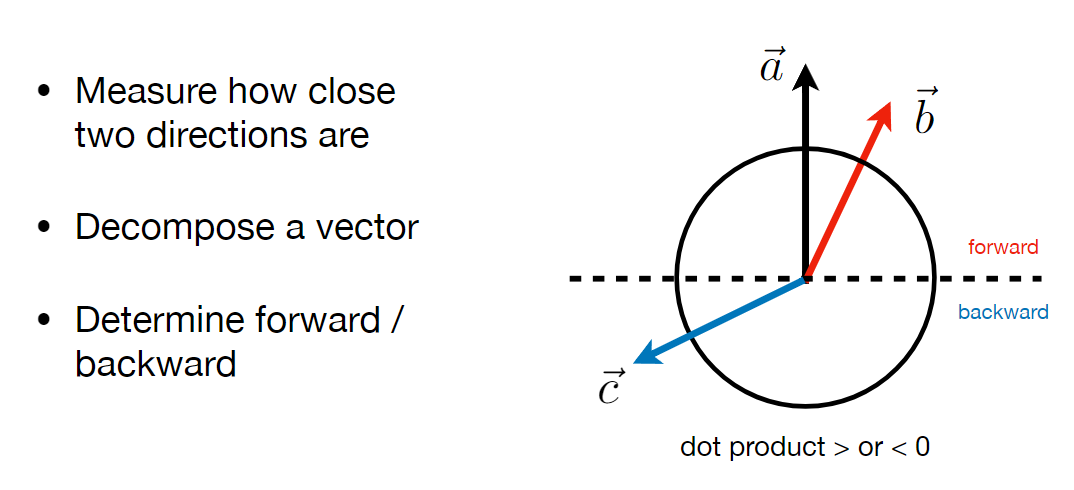 • Measure how close
two directions are
• Decompose a vector
• Determine forward /
backward
$\vec{a}$
$\vec{b}$
forward
backward
$\vec{c}$
dot product > or < 0